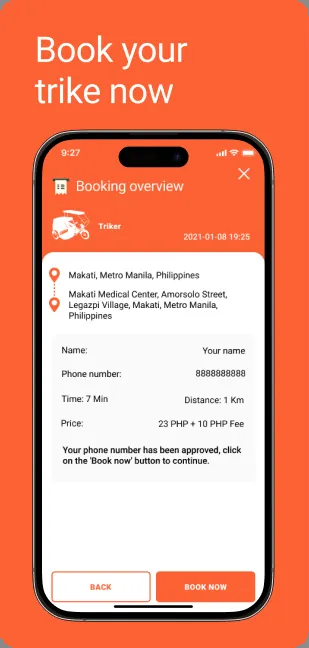 Book your
trike now
9:27
Booking overview
Triker
2021-01-08 19:25
Makati, Metro Manila, Philippines
Makati Medical Center, Amorsolo Street,
Legazpi Village, Makati, Metro Manila,
Philippines
Name: Your name
Phone number: 8888888888
Time: 7 Min Distance: 1 Km
Price: 23 PHP + 10 PHP Fee
Your phone number has been approved, click
on the 'Book now' button to continue.
BACK BOOK NOW